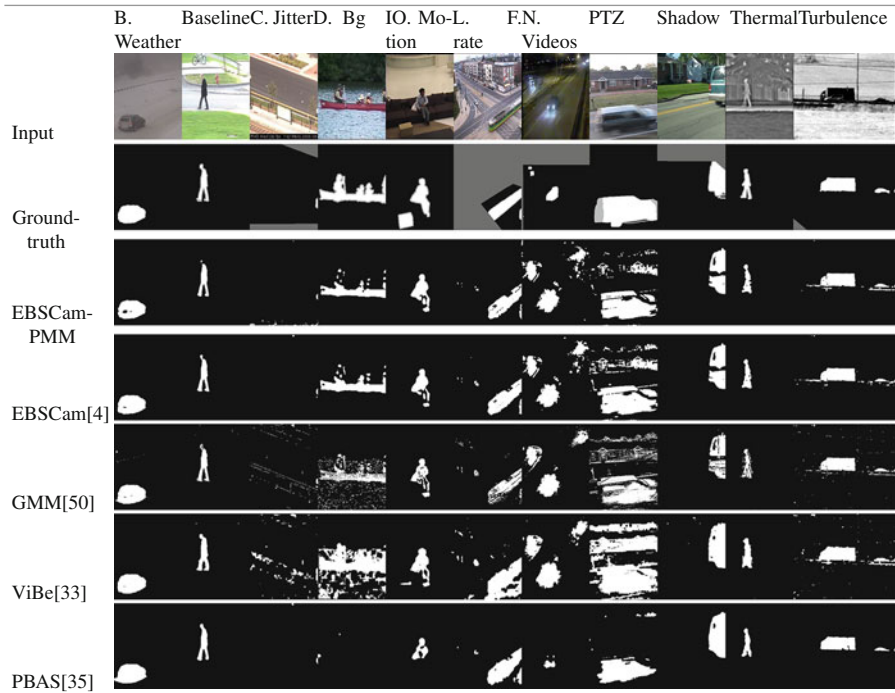 B. Baseline C. Jitter D. Bg IO. Mo- L. F. N. PTZ Shadow Thermal Turbulence
Weather tion rate Videos
Input
Ground-
truth
EBSCam-
PMM
EBSCam[4]
GMM[50]
ViBe[33]
PBAS[35]